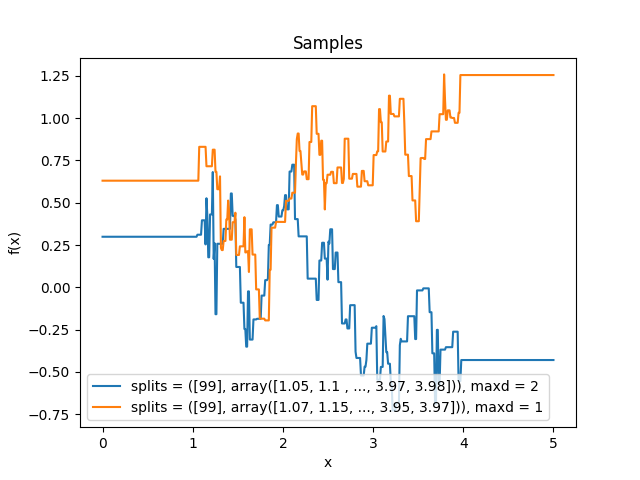 Samples
1.25
1.00
0.75
0.50
0.25
0.00
−0.25
−0.50
−0.75
f(x)
splits = ([99], array([1.05, 1.1 , ..., 3.97, 3.98])), maxd = 2
splits = ([99], array([1.07, 1.15, ..., 3.95, 3.97])), maxd = 1
0 1 2 3 4 5
x